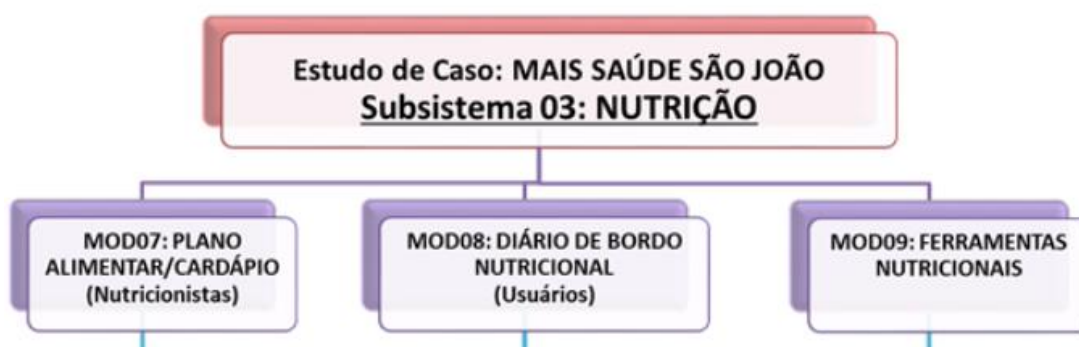 Estudo de Caso: MAIS SAÚDE SÃO JOÃO
Subsistema 03: NUTRIÇÃO
MOD07: PLANO
ALIMENTAR/CARDÁPIO
(Nutricionistas)
MOD08: DIÁRIO DE BORDO
NUTRICIONAL
(Usuários)
MOD09: FERRAMENTAS
NUTRICIONAIS